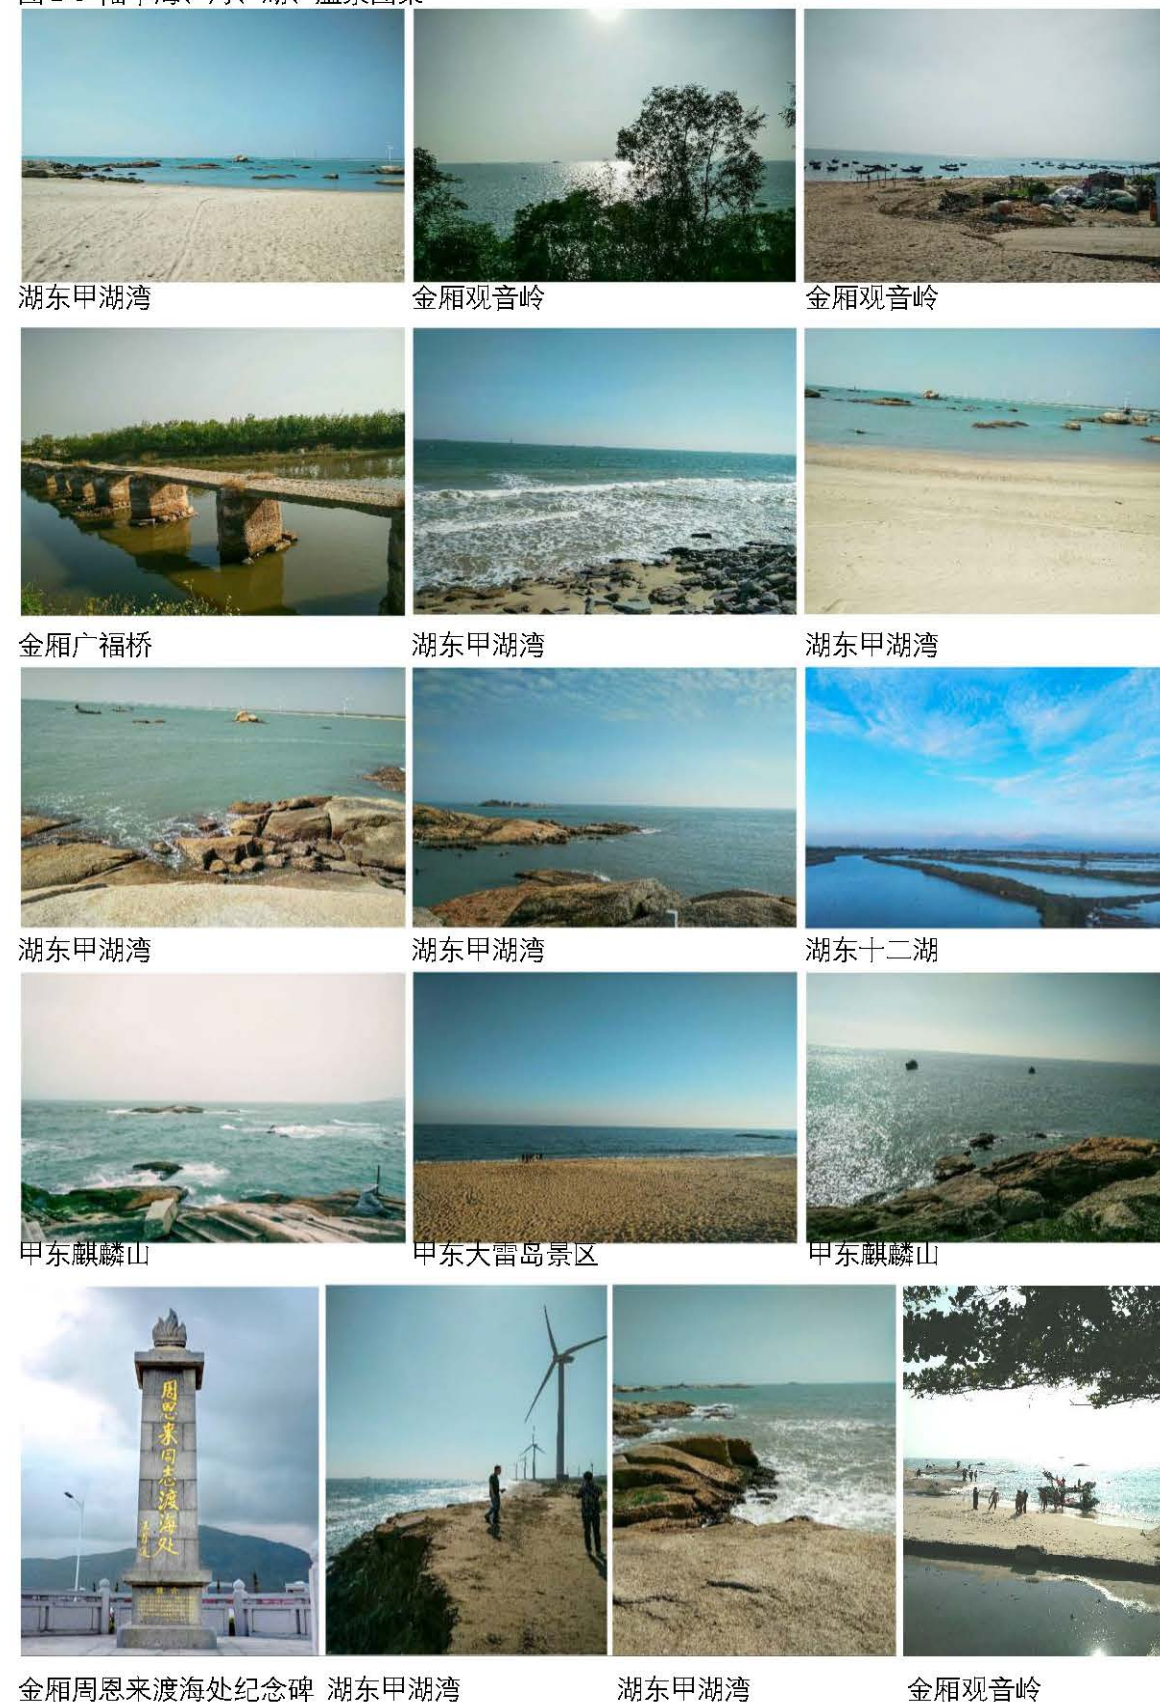 湖东甲湖湾
金厢观音岭
金厢观音岭
金厢广福桥
湖东甲湖湾
湖东甲湖湾
湖东甲湖湾
湖东甲湖湾
湖东十二湖
甲东麒麟山
甲东大雷岛景区
甲东麒麟山
周恩来同志渡海处
金厢周恩来渡海处纪念碑
湖东甲湖湾
湖东甲湖湾
金厢观音岭